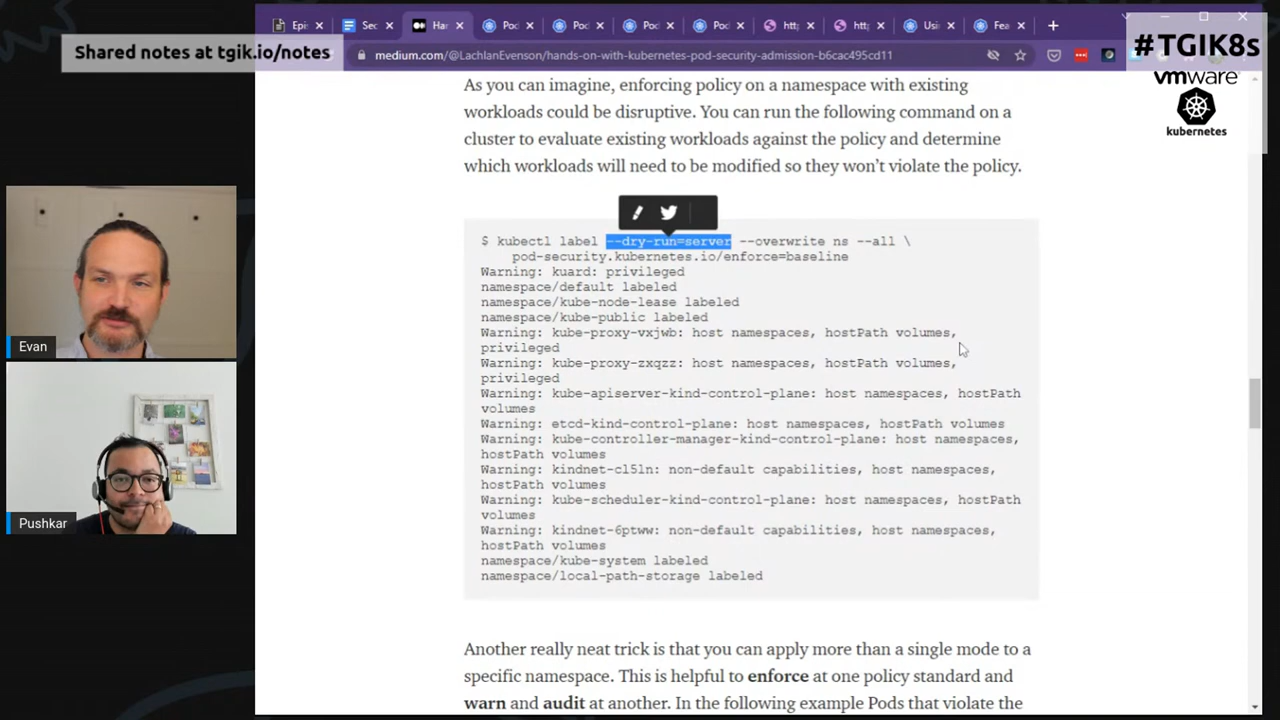 Epis
Sec
Har
Pod
Pod
Pod
Pod
http
http
Usin
Fea
Shared notes at tgik.io/notes
medium.com/@LachlanEvenson/hands-on-with-kubernetes-pod-security-admission-b6cac495cd11
#TGIK8s
vmware
kubernetes
As you can imagine, enforcing policy on a namespace with existing
workloads could be disruptive. You can run the following command on a
cluster to evaluate existing workloads against the policy and determine
which workloads will need to be modified so they won't violate the policy.
$ kubectl label --dry-run=server --overwrite ns --all \
pod-security.kubernetes.io/enforce=baseline
Warning: kuard: privileged
namespace/default labeled
namespace/kube-node-lease labeled
namespace/kube-public labeled
Warning: kube-proxy-vxjwb: host namespaces, hostPath volumes,
privileged
Warning: kube-proxy-zxqzz: host namespaces, hostPath volumes,
privileged
Warning: kube-apiserver-kind-control-plane: host namespaces, hostPath
volumes
Warning: etcd-kind-control-plane: host namespaces, hostPath volumes
Warning: kube-controller-manager-kind-control-plane: host namespaces,
hostPath volumes
Warning: kindnet-cl5ln: non-default capabilities, host namespaces,
hostPath volumes
Warning: kube-scheduler-kind-control-plane: host namespaces, hostPath
volumes
Warning: kindnet-6ptww: non-default capabilities, host namespaces,
hostPath volumes
namespace/kube-system labeled
namespace/local-path-storage labeled
Another really neat trick is that you can apply more than a single mode to a
specific namespace. This is helpful to enforce at one policy standard and
warn and audit at another. In the following example Pods that violate the
Evan
Pushkar